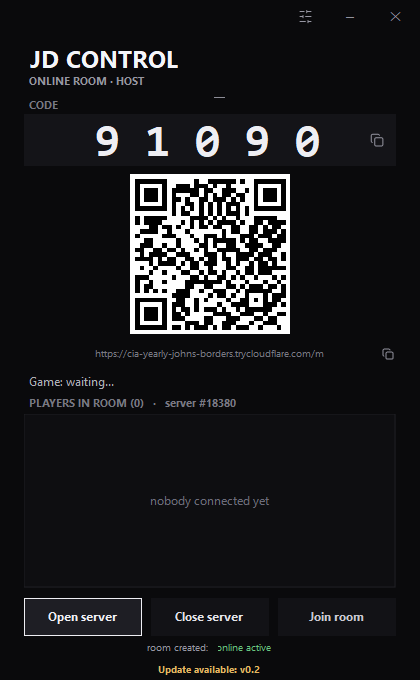 JD CONTROL
ONLINE ROOM · HOST
CODE
9 1 0 9 0
https://cia-yearly-johns-borders.trycloudflare.com/m
Game: waiting...
PLAYERS IN ROOM (0) · server #18380
nobody connected yet
Open server Close server Join room
room created: online active
Update available: v0.2